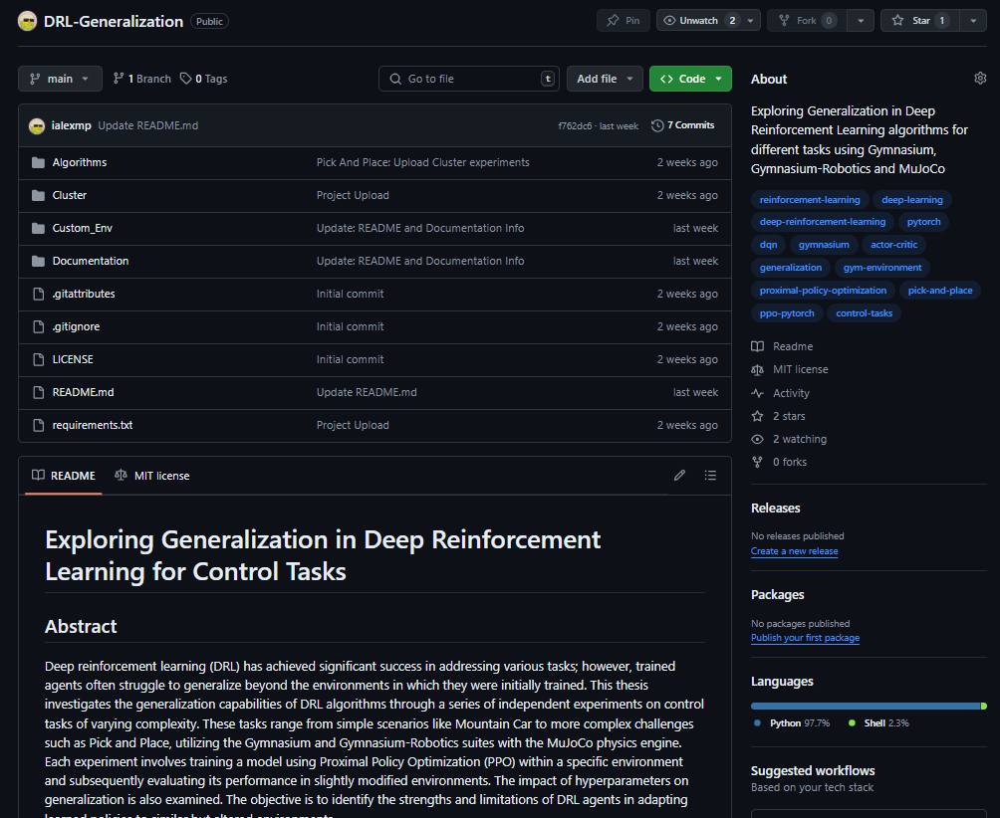 DRL-Generalization Public
Pin
Unwatch 2
Fork 0
Star 1
main
1 Branch
0 Tags
Go to file t
Add file
Code
ialexmp Update README.md f762dc6 · last week 7 Commits
Algorithms Pick And Place: Upload Cluster experiments 2 weeks ago
Cluster Project Upload 2 weeks ago
Custom_Env Update: README and Documentation Info last week
Documentation Update: README and Documentation Info last week
.gitattributes Initial commit 2 weeks ago
.gitignore Initial commit 2 weeks ago
LICENSE Initial commit 2 weeks ago
README.md Update README.md last week
requirements.txt Project Upload 2 weeks ago
README MIT license
Exploring Generalization in Deep Reinforcement
Learning for Control Tasks
Abstract
Deep reinforcement learning (DRL) has achieved significant success in addressing various tasks; however, trained
agents often struggle to generalize beyond the environments in which they were initially trained. This thesis
investigates the generalization capabilities of DRL algorithms through a series of independent experiments on control
tasks of varying complexity. These tasks range from simple scenarios like Mountain Car to more complex challenges
such as Pick and Place, utilizing the Gymnasium and Gymnasium-Robotics suites with the MuJoCo physics engine.
Each experiment involves training a model using Proximal Policy Optimization (PPO) within a specific environment
and subsequently evaluating its performance in slightly modified environments. The impact of hyperparameters on
generalization is also examined. The objective is to identify the strengths and limitations of DRL agents in adapting
learned policies to similar but altered environments.
About
Exploring Generalization in Deep
Reinforcement Learning algorithms for
different tasks using Gymnasium,
Gymnasium-Robotics and MuJoCo
reinforcement-learning deep-learning
deep-reinforcement-learning pytorch
dqn gymnasium actor-critic
generalization gym-environment
proximal-policy-optimization pick-and-place
ppo-pytorch control-tasks
Readme
MIT license
Activity
2 stars
2 watching
0 forks
Releases
No releases published
Create a new release
Packages
No packages published
Publish your first package
Languages
Python 97.7% Shell 2.3%
Suggested workflows
Based on your tech stack